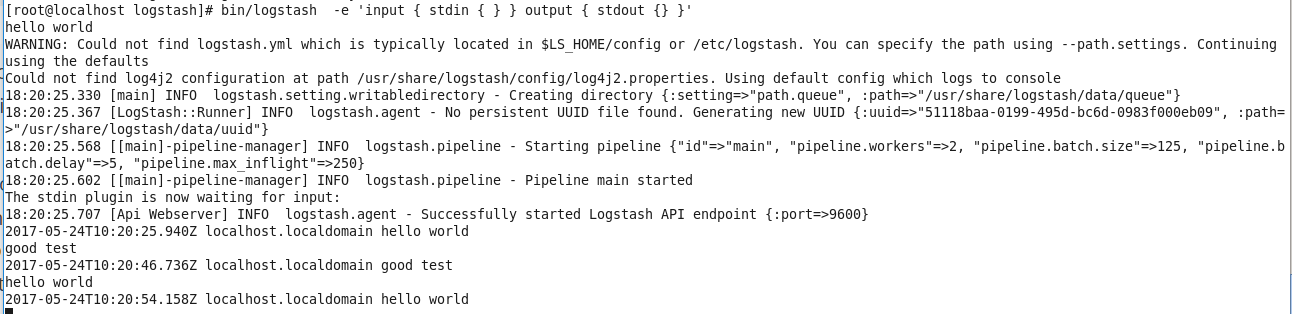 [root@localhost logstash]# bin/logstash  -e 'input { stdin { } } output { stdout {} }'
hello world
WARNING: Could not find logstash.yml which is typically located in $LS_HOME/config or /etc/logstash. You can specify the path using --path.settings. Continuing
using the defaults
Could not find log4j2 configuration at path /usr/share/logstash/config/log4j2.properties. Using default config which logs to console
18:20:25.330 [main] INFO  logstash.setting.writabledirectory - Creating directory {:setting=>"path.queue", :path=>"/usr/share/logstash/data/queue"}
18:20:25.367 [LogStash::Runner] INFO  logstash.agent - No persistent UUID file found. Generating new UUID {:uuid=>"51118baa-0199-495d-bc6d-0983f000eb09", :path=
>"/usr/share/logstash/data/uuid"}
18:20:25.568 [[main]-pipeline-manager] INFO  logstash.pipeline - Starting pipeline {"id"=>"main", "pipeline.workers"=>2, "pipeline.batch.size"=>125, "pipeline.b
atch.delay"=>5, "pipeline.max_inflight"=>250}
18:20:25.602 [[main]-pipeline-manager] INFO  logstash.pipeline - Pipeline main started
The stdin plugin is now waiting for input:
18:20:25.707 [Api Webserver] INFO  logstash.agent - Successfully started Logstash API endpoint {:port=>9600}
2017-05-24T10:20:25.940Z localhost.localdomain hello world
good test
2017-05-24T10:20:46.736Z localhost.localdomain good test
hello world
2017-05-24T10:20:54.158Z localhost.localdomain hello world